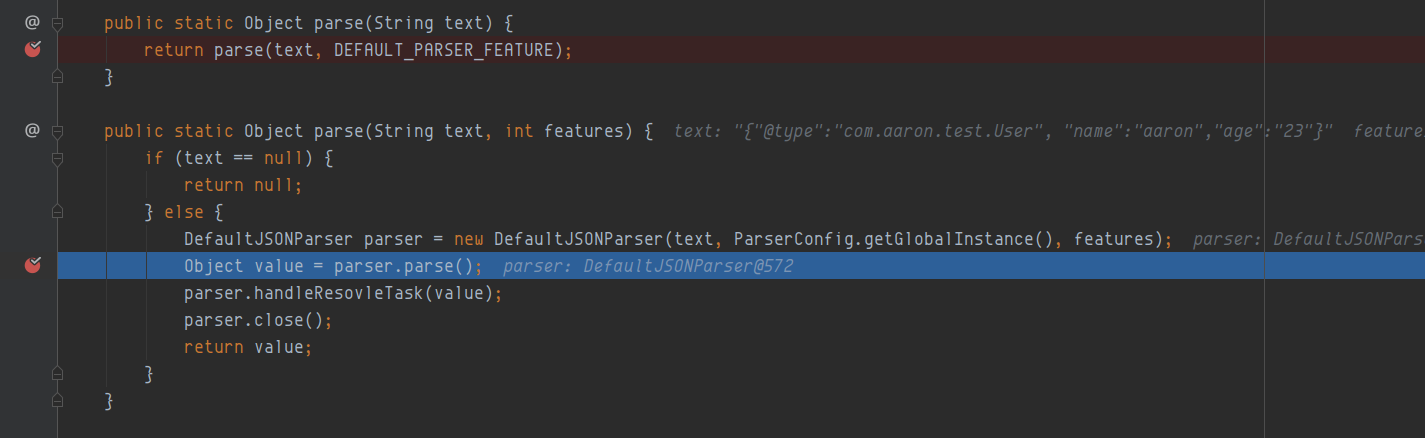 @ public static Object parse(String text) {
return parse(text, DEFAULT_PARSER_FEATURE);
}
@ public static Object parse(String text, int features) { text: "{"@type":"com.aaron.test.User", "name":"aaron","age":"23"}" feature
if (text == null) {
return null;
} else {
DefaultJSONParser parser = new DefaultJSONParser(text, ParserConfig.getGlobalInstance(), features); parser: DefaultJSONPars
Object value = parser.parse(); parser: DefaultJSONParser@572
parser.handleResovleTask(value);
parser.close();
return value;
}
}